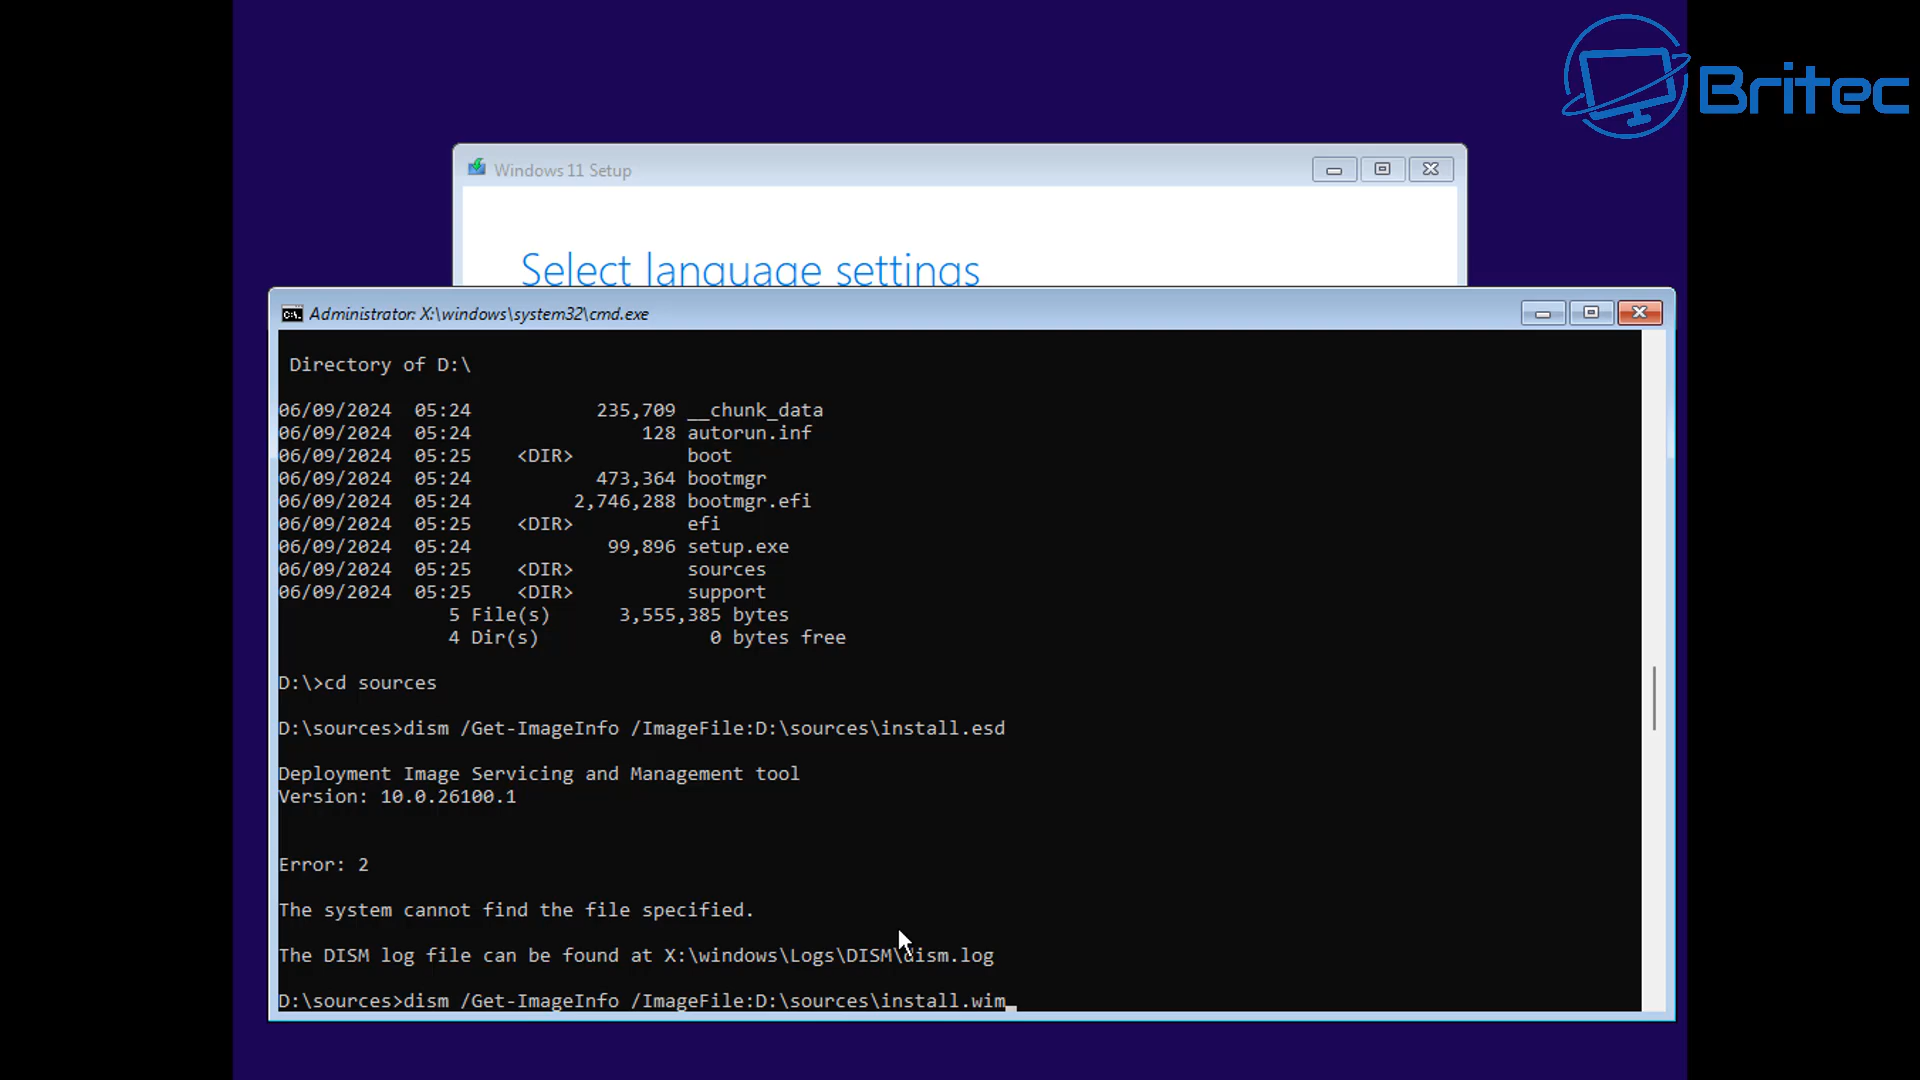 Britec
Windows 11 Setup
Select language settings
Administrator: X:\windows\system32\cmd.exe
Directory of D:\
06/09/2024  05:24           235,709 __chunk_data
06/09/2024  05:24               128 autorun.inf
06/09/2024  05:25    <DIR>          boot
06/09/2024  05:24           473,364 bootmgr
06/09/2024  05:24         2,746,288 bootmgr.efi
06/09/2024  05:25    <DIR>          efi
06/09/2024  05:24            99,896 setup.exe
06/09/2024  05:25    <DIR>          sources
06/09/2024  05:25    <DIR>          support
5 File(s)      3,555,385 bytes
4 Dir(s)               0 bytes free
D:\>cd sources
D:\sources>dism /Get-ImageInfo /ImageFile:D:\sources\install.esd
Deployment Image Servicing and Management tool
Version: 10.0.26100.1
Error: 2
The system cannot find the file specified.
The DISM log file can be found at X:\windows\Logs\DISM\dism.log
D:\sources>dism /Get-ImageInfo /ImageFile:D:\sources\install.wim